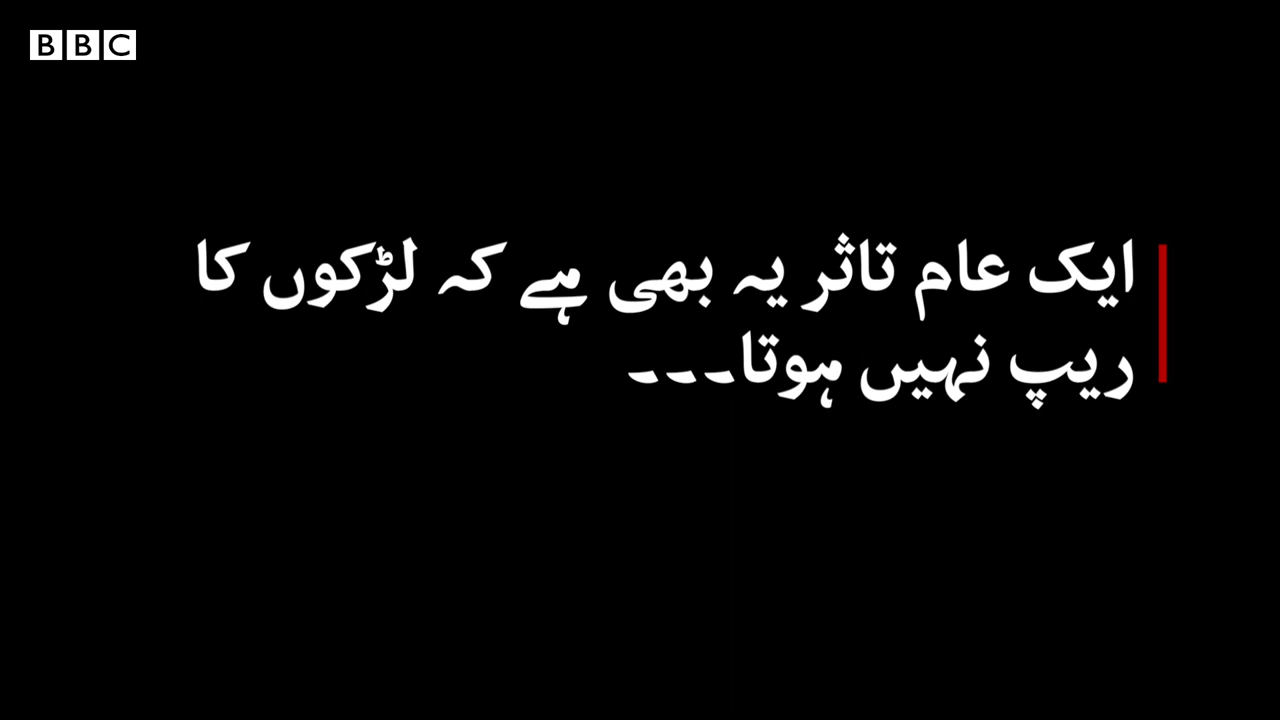 BBC
ایک عام تاثر یہ بھی ہے کہ لڑکوں کا
ریپ نہیں ہوتا۔۔۔